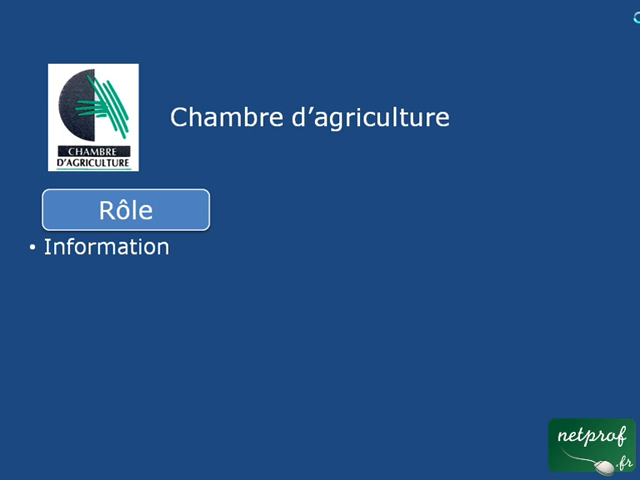 CHAMBRE
D'AGRICULTURE
Chambre d’agriculture
Rôle
• Information
netprof
.fr